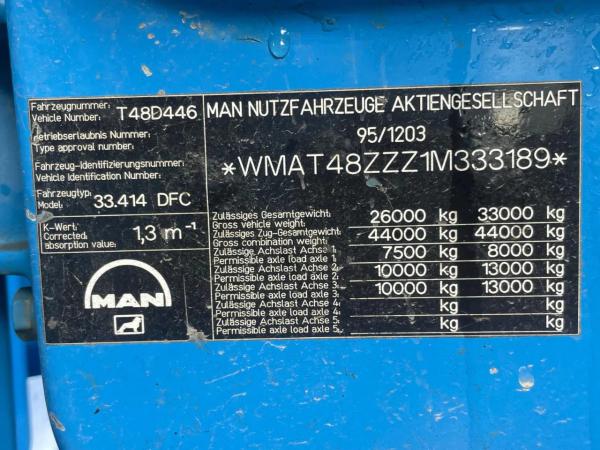 Fahrzeugnummer:
Vehicle Number: T48D446
Betriebserlaubnis Nummer:
Type approval number:
Fahrzeug-Identifizierungsnummer:
Vehicle Identification Number:
Fahrzeugtyp:
Model: 33.414 DFC
K-Wert:
Corrected
absorption value: 1,3 m⁻¹
MAN
MAN NUTZFAHRZEUGE AKTIENGESELLSCHAFT
95/1203
*WMAT48ZZZ1M333189*
Zulässiges Gesamtgewicht: 26000 kg 33000 kg
Gross vehicle weight:
Zulässiges Zug-Gesamtgewicht: 44000 kg 44000 kg
Gross combination weight:
Zulässige Achslast Achse 1: 7500 kg 8000 kg
Permissible axle load axle 1:
Zulässige Achslast Achse 2: 10000 kg 13000 kg
Permissible axle load axle 2:
Zulässige Achslast Achse 3: 10000 kg 13000 kg
Permissible axle load axle 3:
Zulässige Achslast Achse 4: kg kg
Permissible axle load axle 4:
Zulässige Achslast Achse 5: kg kg
Permissible axle load axle 5: